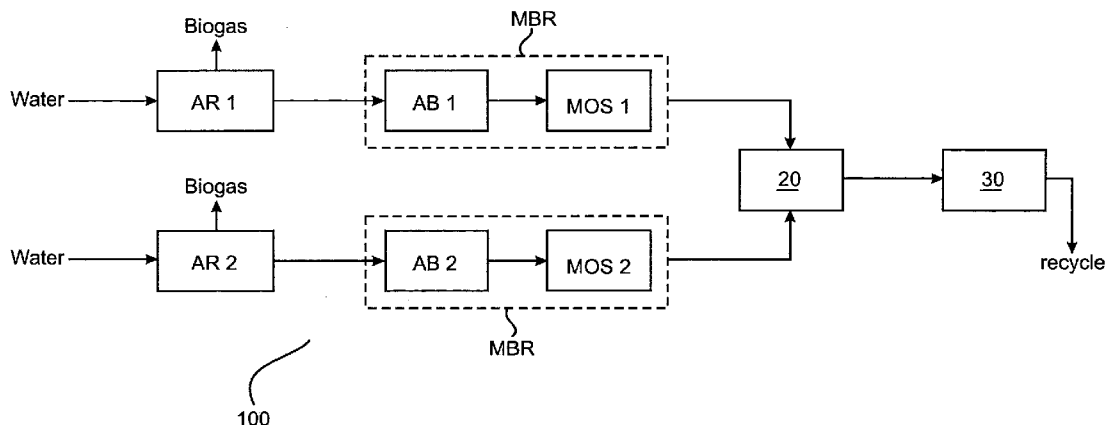 Biogas
MBR
Water
AR 1
AB 1
MOS 1
20
30
Biogas
Water
AR 2
AB 2
MOS 2
recycle
MBR
100